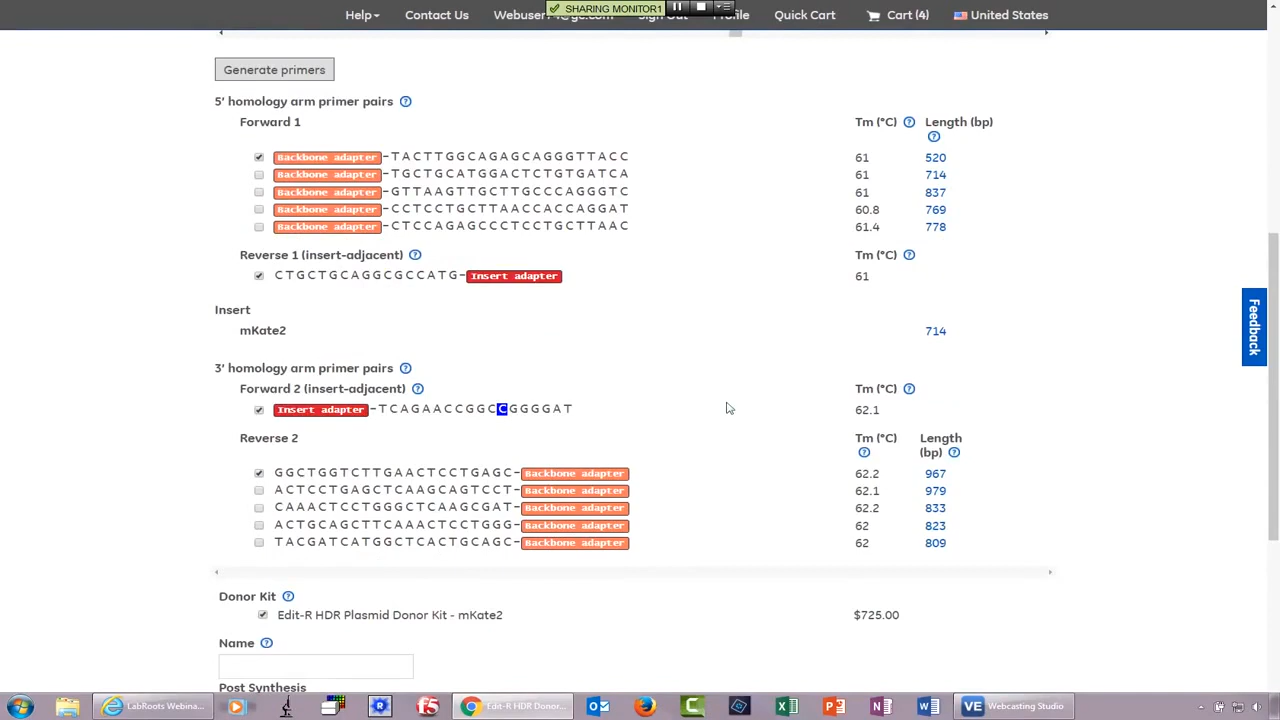 SHARING MONITOR1
Help Contact Us Sign Out Profile Quick Cart Cart (4) United States
Generate primers
5' homology arm primer pairs ?
Forward 1 Tm (°C) ? Length (bp) ?
Backbone adapter -TACTTGGCAGAGCAGGGTTACC 61 520
Backbone adapter -TGCTGCATGGACTCTGTGATCA 61 714
Backbone adapter -GTTAAGTTGCTTGCCCAGGGTC 61 837
Backbone adapter -CCTCCTGCTTAACCACCAGGAT 60.8 769
Backbone adapter -CTCCAGAGCCCTCCTGCTTAAC 61.4 778
Reverse 1 (insert-adjacent) ? Tm (°C) ?
CTGCTGCAGGCGCCATG- Insert adapter 61
Insert
mKate2 714
3' homology arm primer pairs ?
Forward 2 (insert-adjacent) ? Tm (°C) ?
Insert adapter -TCAGAACCGGCCGGGGAT 62.1
Reverse 2 Tm (°C) ? Length (bp) ?
GGCTGGTCTTGAACTCCTGAGC- Backbone adapter 62.2 967
ACTCCTGAGCTCAAGCAGTCCT- Backbone adapter 62.1 979
CAAACTCCTGGGCTCAAGCGAT- Backbone adapter 62.2 833
ACTGCAGCTTCAAACTCCTGGG- Backbone adapter 62 823
TACGATCATGGCTCACTGCAGC- Backbone adapter 62 809
Donor Kit ?
Edit-R HDR Plasmid Donor Kit - mKate2 $725.00
Name ?
Post Synthesis
Feedback
LabRoots Webina... Edit-R HDR Donor... VE Webcasting Studio